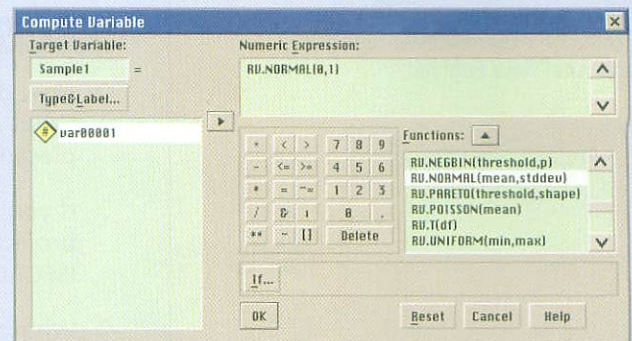 Compute Variable
Target Variable:
Numeric Expression:
Sample1 =
RV.NORMAL(0,1)
Type&Label...
var00001
Functions:
+ < > 7 8 9
- <= >= 4 5 6
* = ~= 1 2 3
/ & | 0 .
** ~ () Delete
RV.NEGBIN(threshold,p)
RV.NORMAL(mean,stddev)
RV.PARETO(threshold,shape)
RV.POISSON(mean)
RV.T(df)
RV.UNIFORM(min,max)
If...
OK
Reset Cancel Help